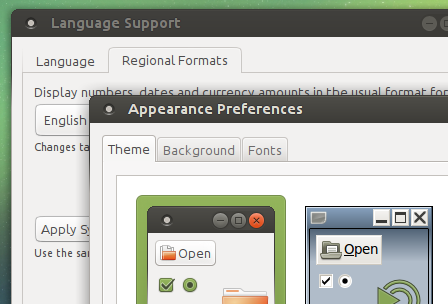 Language Support
Language Regional Formats
Display numbers, dates and currency amounts in the usual format for
English
Changes ta
Appearance Preferences
Theme Background Fonts
Apply Sy
Use the sa
Open
Open